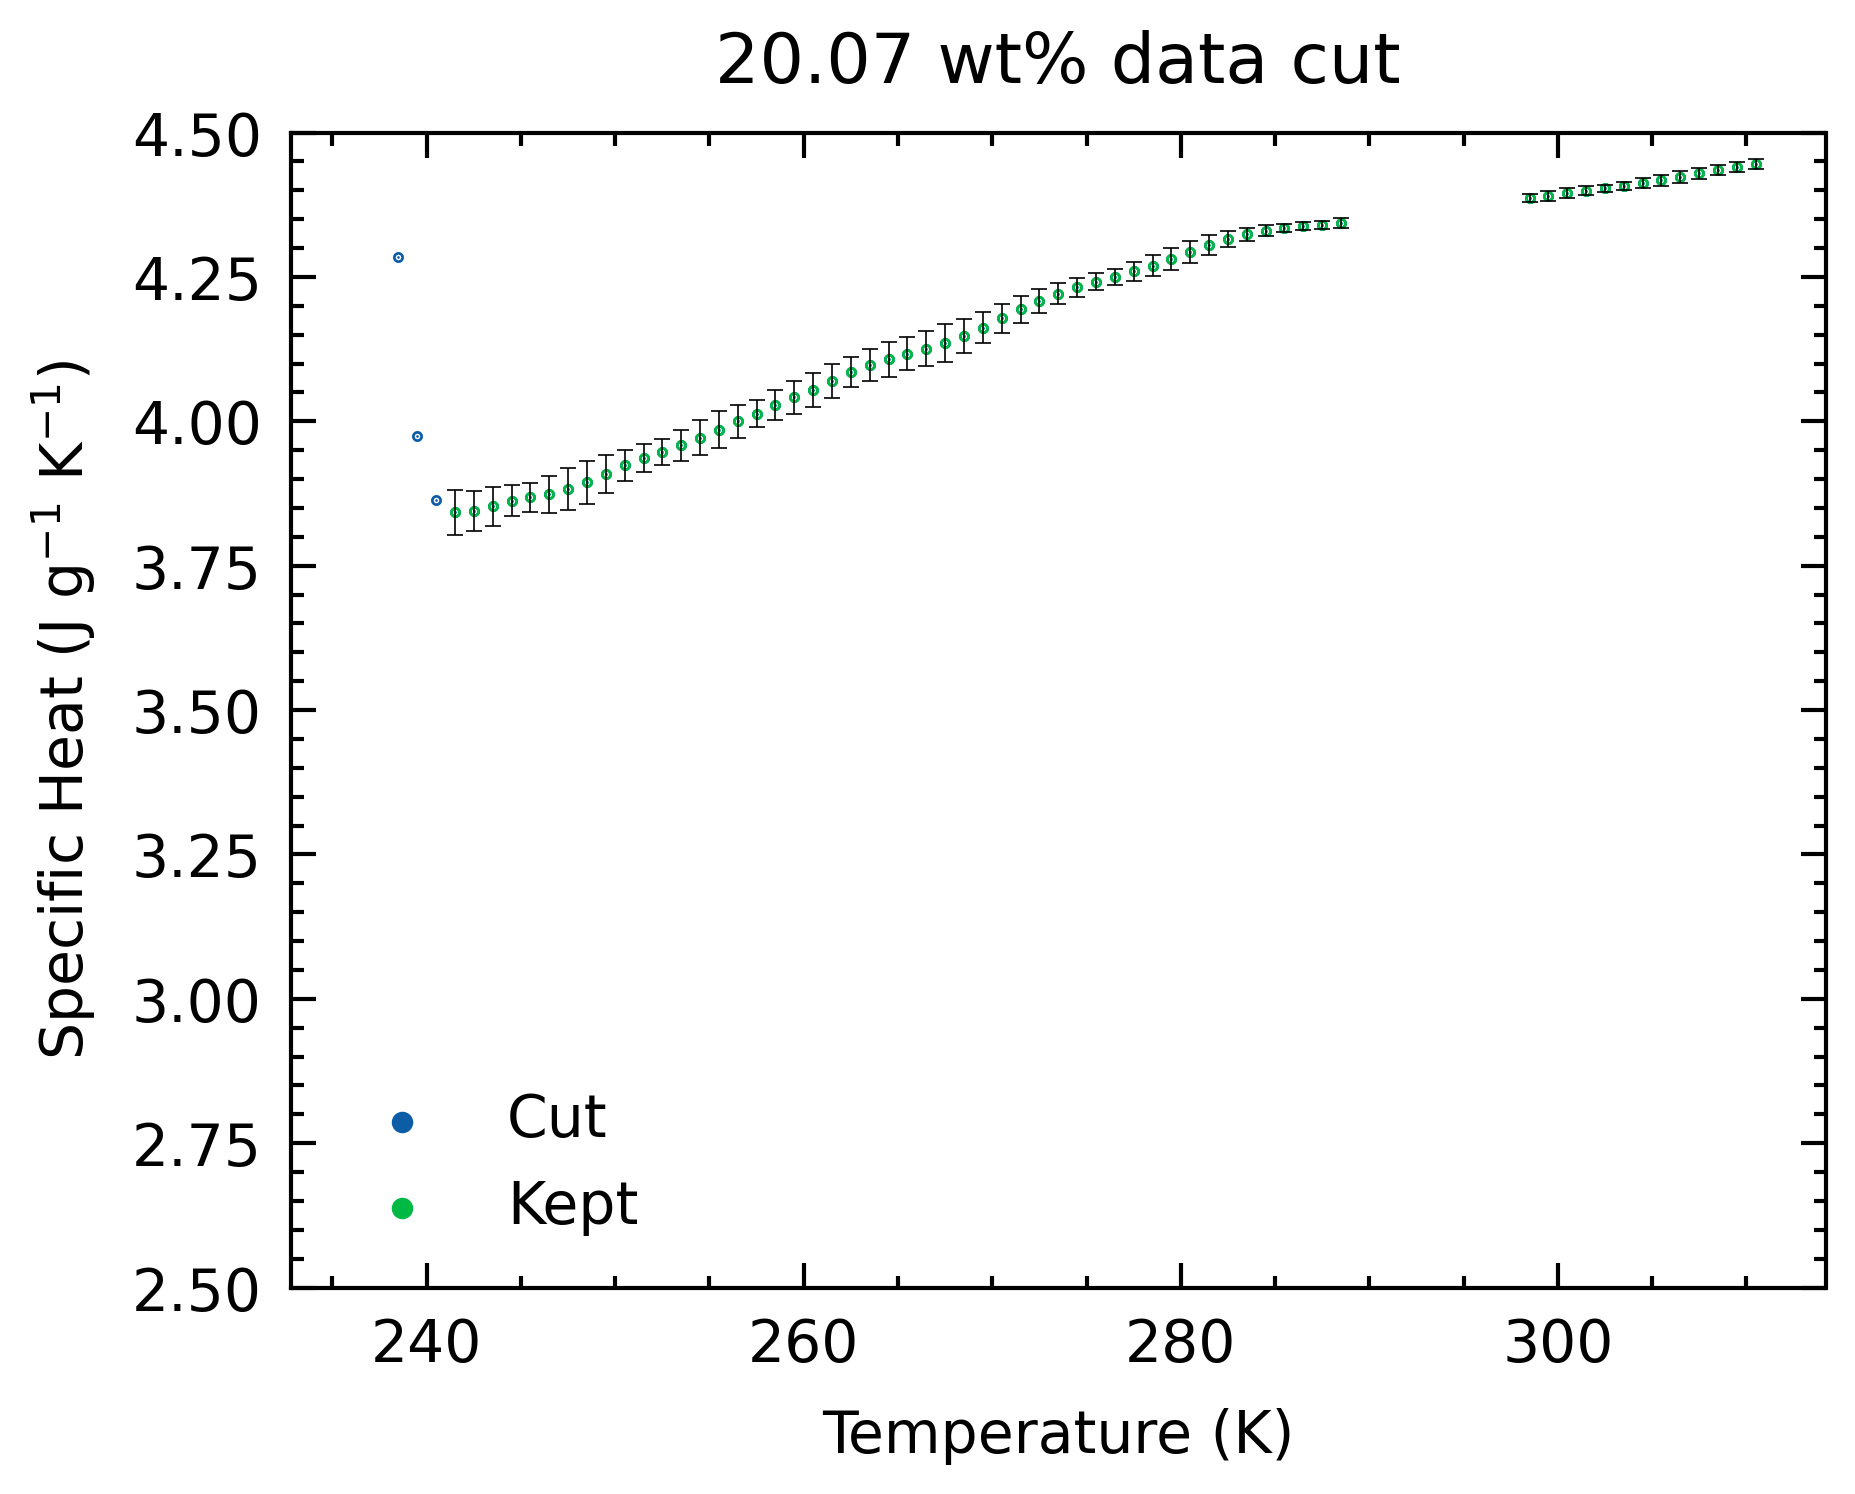 20.07 wt% data cut
4.50
4.25
4.00
3.75
3.50
3.25
3.00
2.75
2.50
Specific Heat (J g⁻¹ K⁻¹)
Cut
Kept
240 260 280 300
Temperature (K)